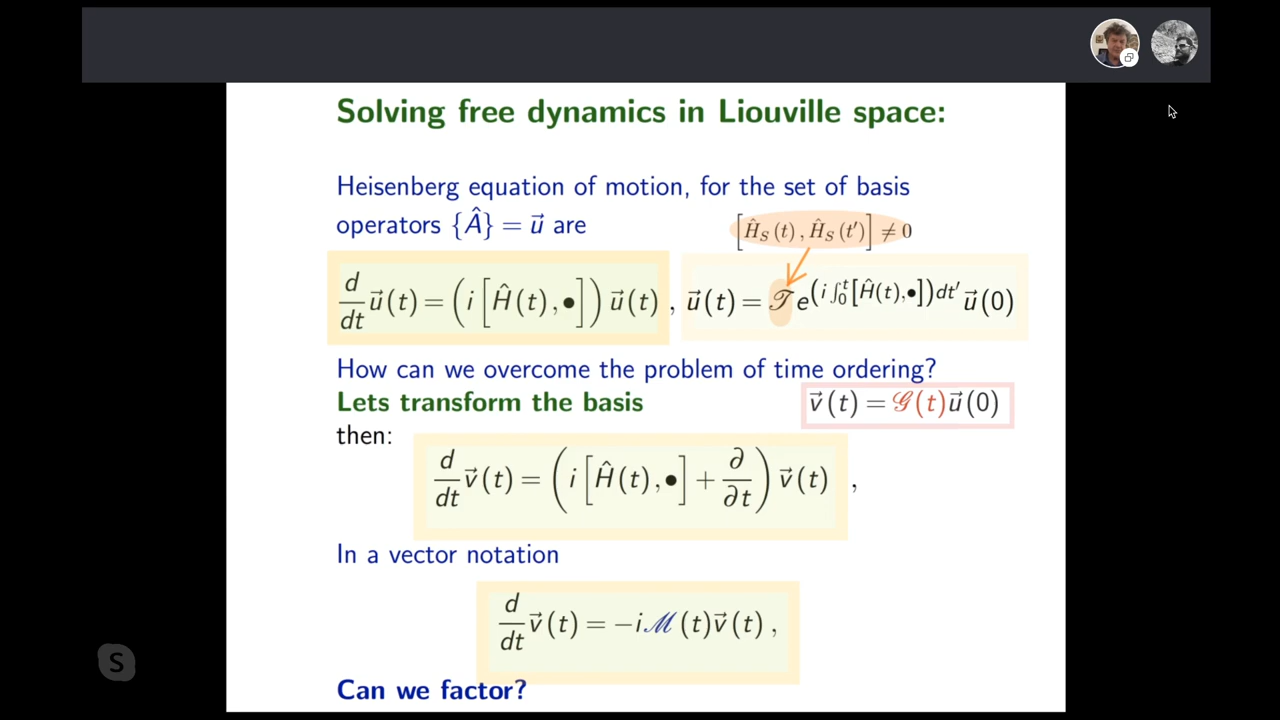 Solving free dynamics in Liouville space:
Heisenberg equation of motion, for the set of basis
operators {Â} = u⃗ are
[Ĥ_S (t) , Ĥ_S (t′)] ≠ 0
d/dt u⃗(t) = (i [Ĥ(t), •]) u⃗(t) , u⃗(t) = 𝒯 e^(i ∫₀ᵗ [Ĥ(t),•])dt′ u⃗(0)
How can we overcome the problem of time ordering?
Lets transform the basis
v⃗(t) = 𝒢(t)u⃗(0)
then:
d/dt v⃗(t) = (i [Ĥ(t), •] + ∂/∂t) v⃗(t) ,
In a vector notation
d/dt v⃗(t) = −iℳ(t)v⃗(t) ,
S
Can we factor?